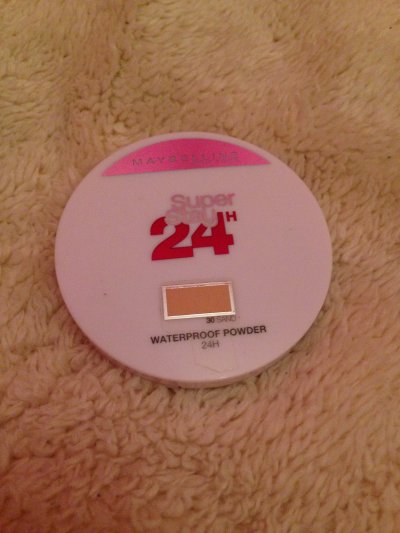 MAYBELLINE
Super
Stay
24H
30 SAND
WATERPROOF POWDER
24H